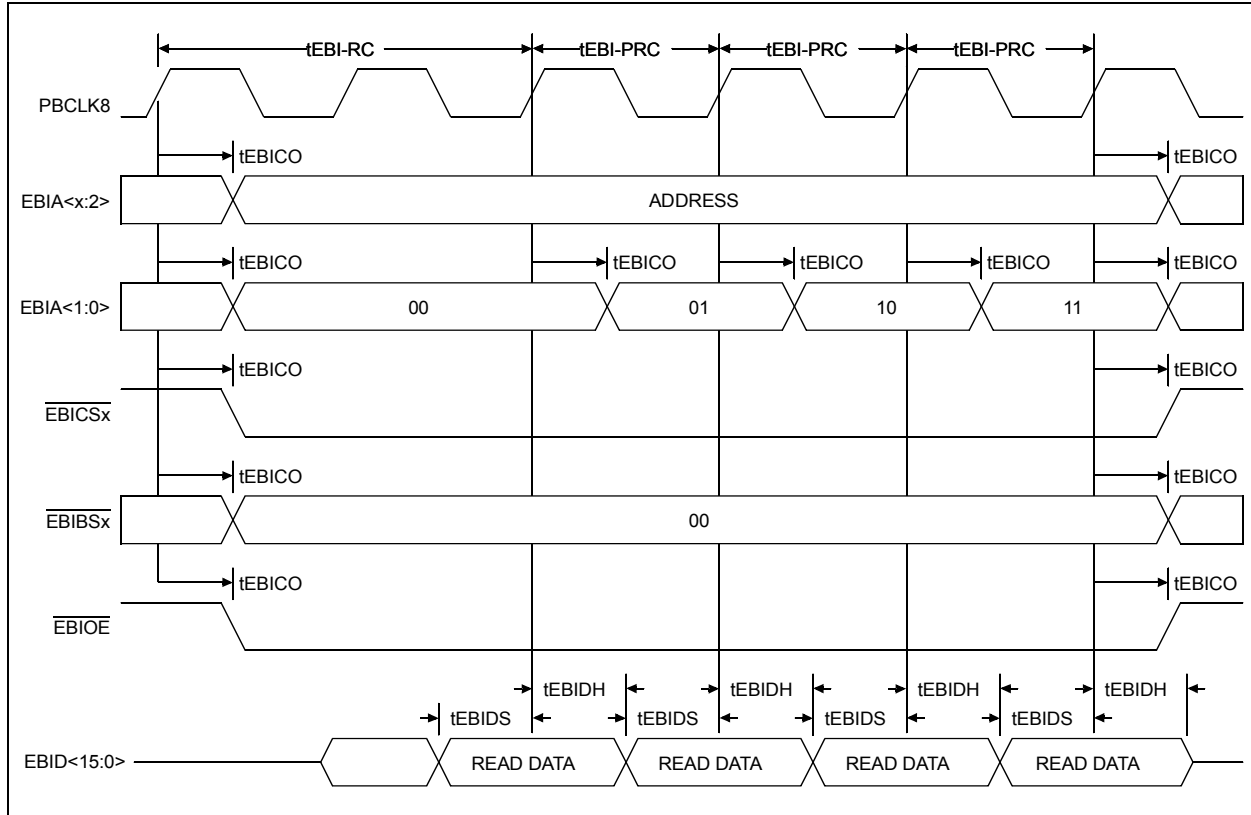 tEBI-RC tEBI-PRC tEBI-PRC tEBI-PRC
PBCLK8
tEBICO tEBICO
EBIA<x:2> ADDRESS
tEBICO tEBICO tEBICO tEBICO tEBICO
EBIA<1:0> 00 01 10 11
tEBICO tEBICO
EBICSx
tEBICO tEBICO
EBIBSx 00
tEBICO tEBICO
EBIOE
tEBIDH tEBIDH tEBIDH tEBIDH
tEBIDS tEBIDS tEBIDS tEBIDS
EBID<15:0> READ DATA READ DATA READ DATA READ DATA